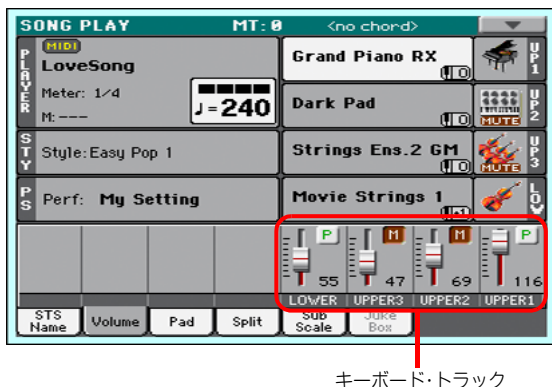 SONG PLAY MT: 0 <no chord>
PLAYER
MIDI
LoveSong
Meter: 1/4
M: ---
♩=240
Grand Piano RX
0
UP1
Dark Pad
0
MUTE
UP2
STY
Style: Easy Pop 1
Strings Ens.2 GM
0
MUTE
UP3
PS
Perf: My Setting
Movie Strings 1
LOW
P M M P
55 47 69 116
LOWER UPPER3 UPPER2 UPPER1
STS Name
Volume
Pad
Split
Sub Scale
Juke Box
キーボード・トラック